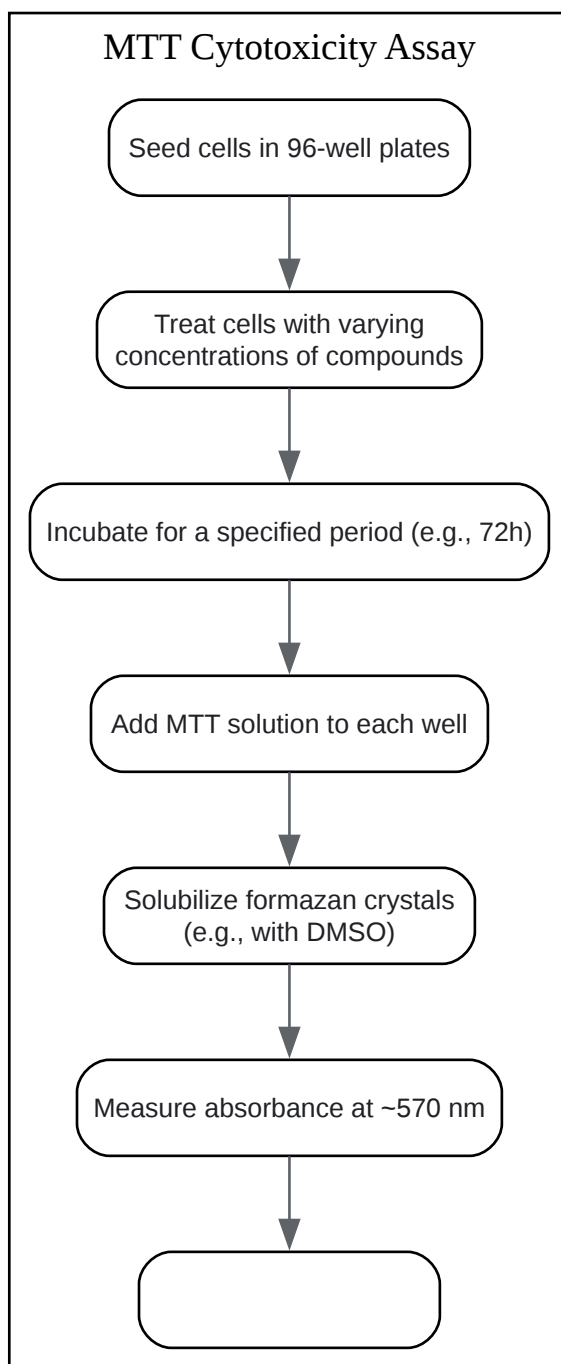 MTT Cytotoxicity Assay
Seed cells in 96-well plates
Treat cells with varying
concentrations of compounds
Incubate for a specified period (e.g., 72h)
Add MTT solution to each well
Solubilize formazan crystals
(e.g., with DMSO)
Measure absorbance at ~570 nm